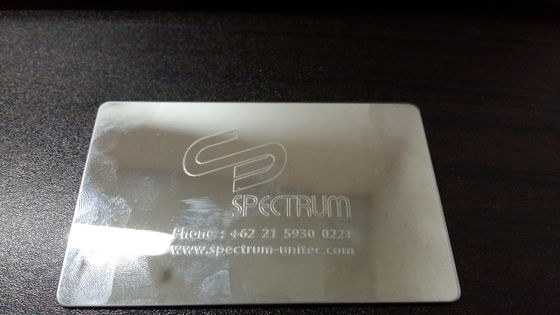 SPECTRUM
Phone : +62 21 5930 0221
www.spectrum-unitec.com